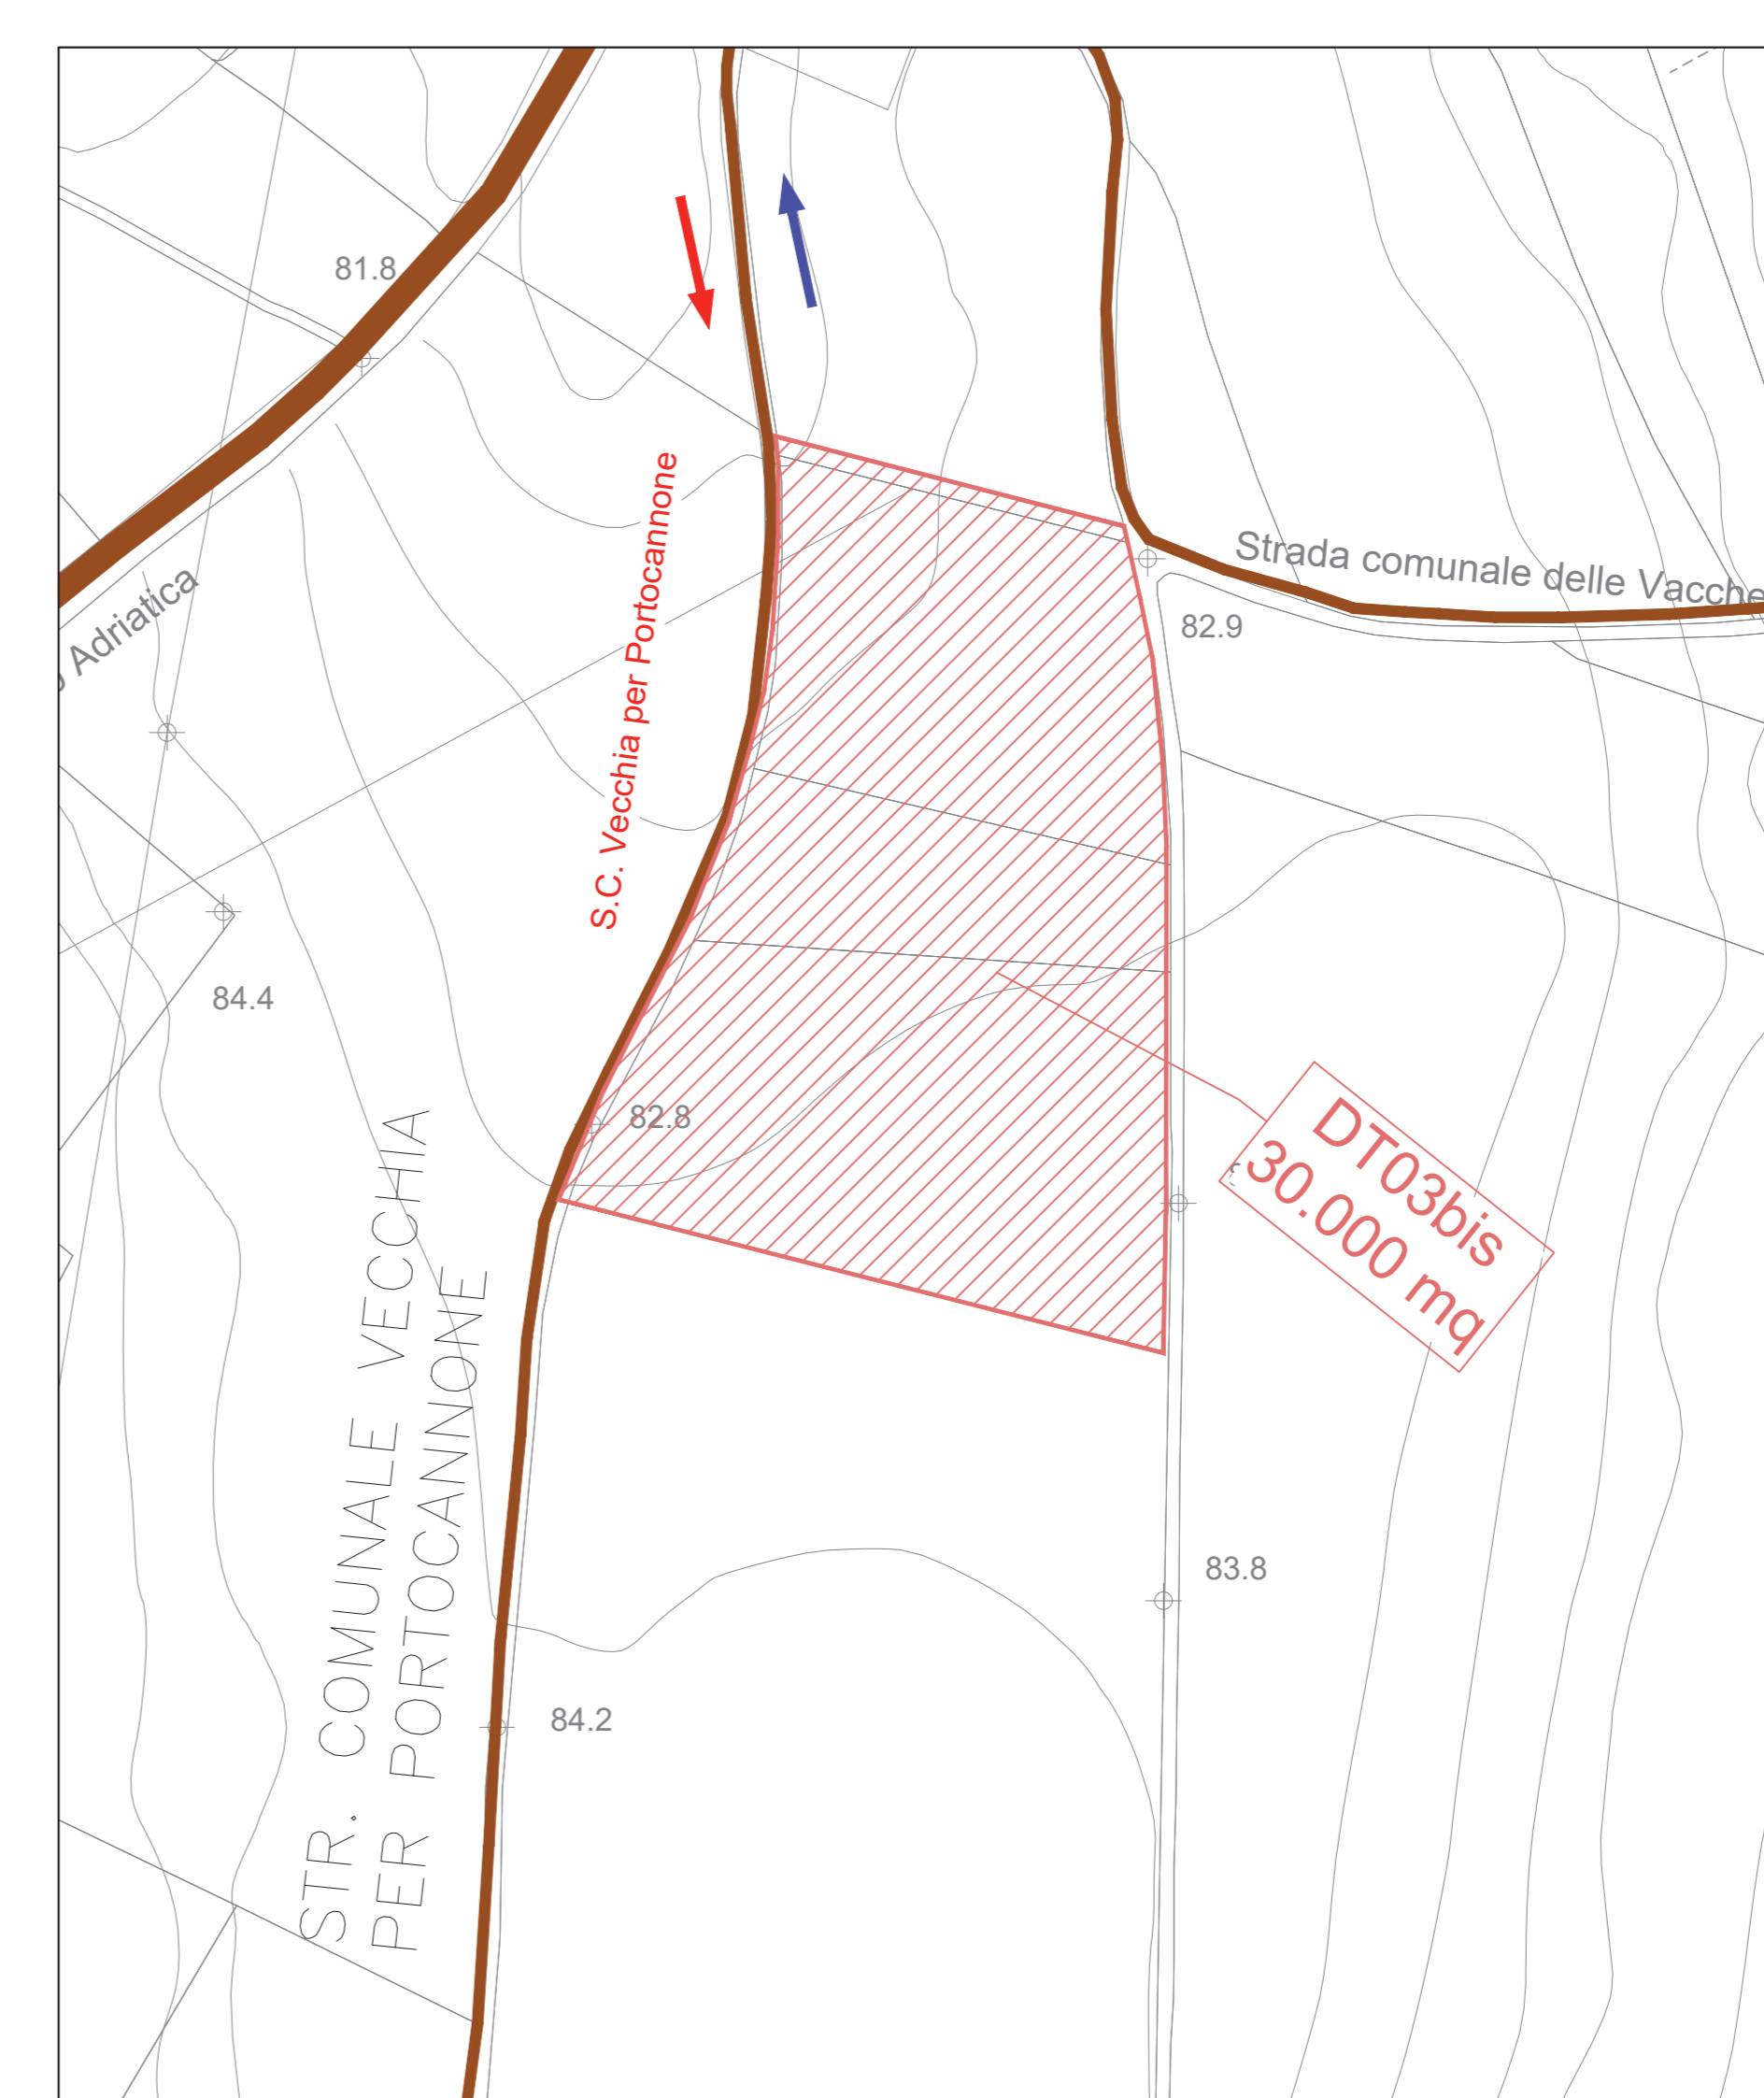 81.8
Strada comunale delle Vacche
Adriatica
82.9
S.C. Vecchia per Portocannone
84.4
82.8
DT03bis
30.000 mq
STR. COMUNALE VECCHIA
PER PORTOCANNONE
83.8
84.2